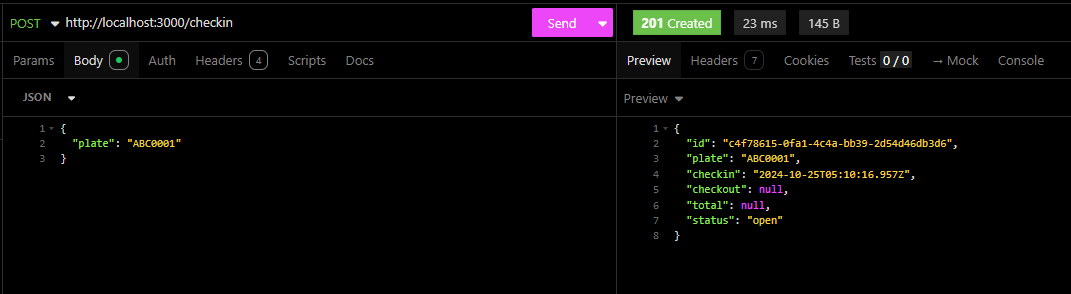 POST http://localhost:3000/checkin Send
201 Created 23 ms 145 B
Params Body Auth Headers 4 Scripts Docs
Preview Headers 7 Cookies Tests 0 / 0 → Mock Console
JSON
Preview
1 {
2 "plate": "ABC0001"
3 }
1 {
2 "id": "c4f78615-0fa1-4c4a-bb39-2d54d46db3d6",
3 "plate": "ABC0001",
4 "checkin": "2024-10-25T05:10:16.957Z",
5 "checkout": null,
6 "total": null,
7 "status": "open"
8 }